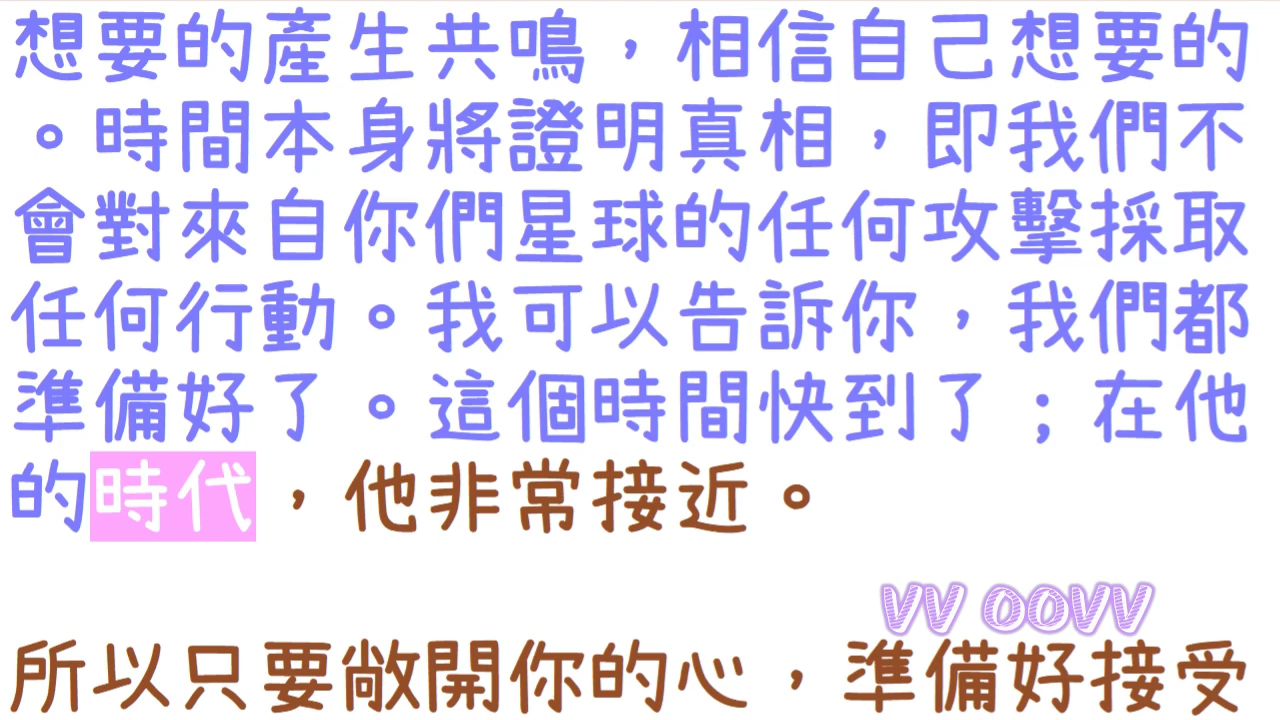 想要的產生共鳴，相信自己想要的
。時間本身將證明真相，即我們不
會對來自你們星球的任何攻擊採取
任何行動。我可以告訴你，我們都
準備好了。這個時間快到了；在他
的時代，他非常接近。
VV OOVV
所以只要敞開你的心，準備好接受